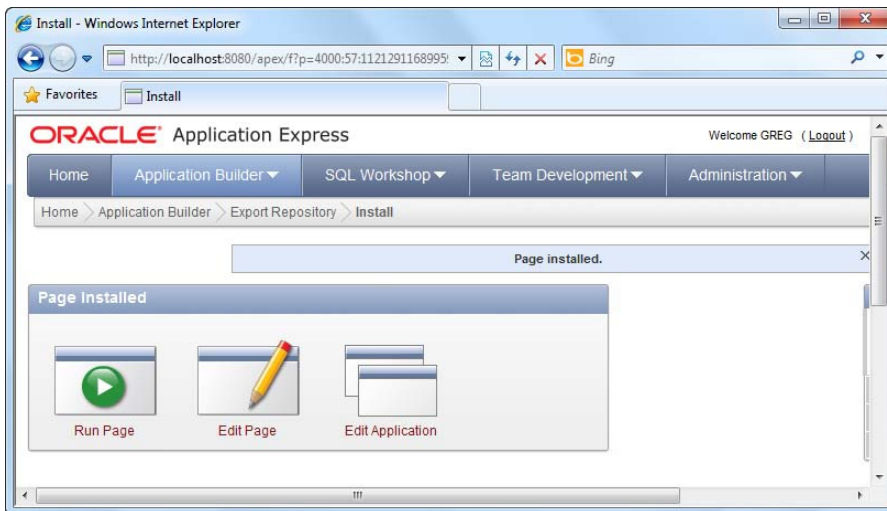 Install - Windows Internet Explorer
http://localhost:8080/apex/f?p=4000:57:1121291168995
Bing
Favorites
Install
ORACLE Application Express
Welcome GREG ( Logout )
Home Application Builder SQL Workshop Team Development Administration
Home Application Builder Export Repository Install
Page installed.
Page Installed
Run Page Edit Page Edit Application